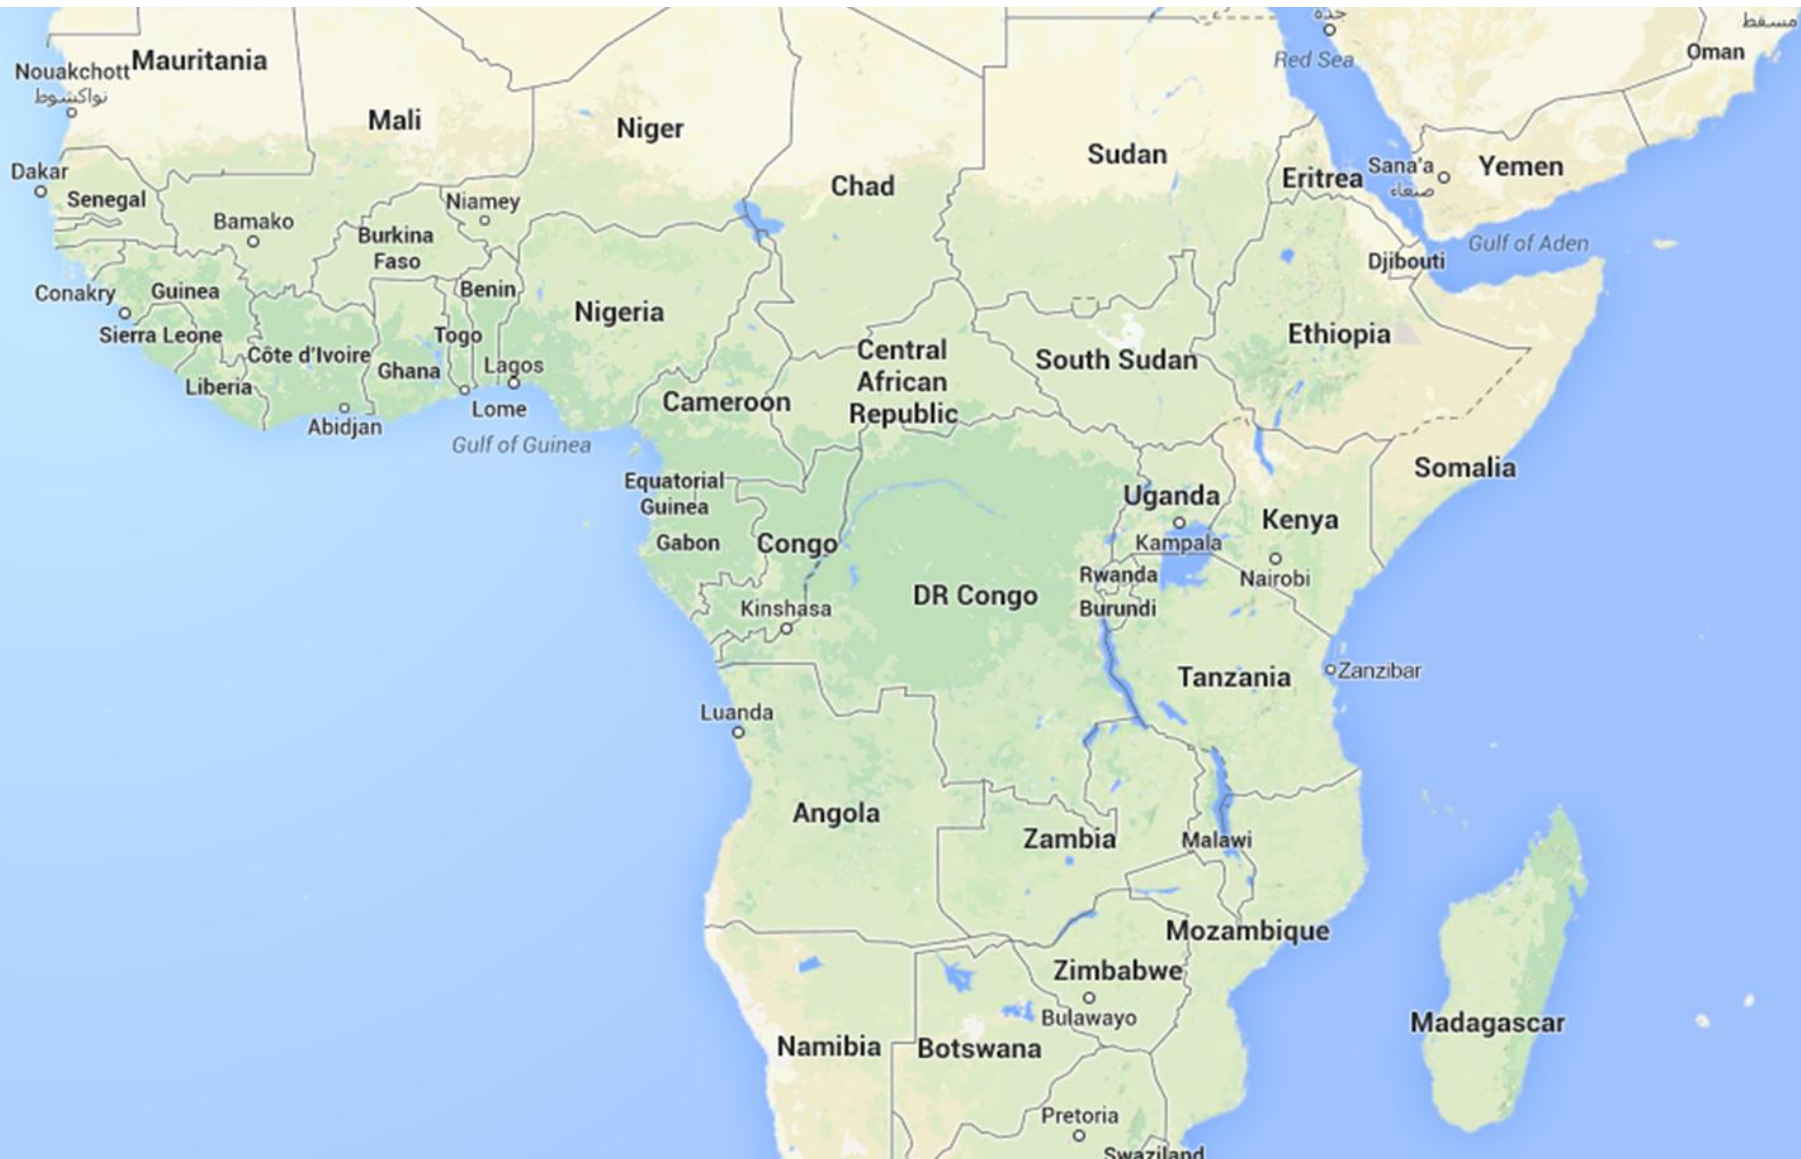 جدة
مسقط
Oman
Red Sea
Mauritania
Nouakchott
نواكشوط
Mali
Niger
Chad
Sudan
Eritrea
Sana'a
صنعاء
Yemen
Dakar
Senegal
Bamako
Niamey
Burkina
Faso
Gulf of Aden
Djibouti
Conakry
Guinea
Benin
Nigeria
Sierra Leone
Côte d'Ivoire
Togo
Ghana
Lagos
Liberia
Abidjan
Lome
Gulf of Guinea
Cameroon
Central
African
Republic
South Sudan
Ethiopia
Somalia
Equatorial
Guinea
Gabon
Congo
Uganda
Kampala
Kenya
Nairobi
Rwanda
Burundi
DR Congo
Kinshasa
Tanzania
Zanzibar
Luanda
Angola
Zambia
Malawi
Mozambique
Zimbabwe
Bulawayo
Madagascar
Namibia
Botswana
Pretoria
Swaziland